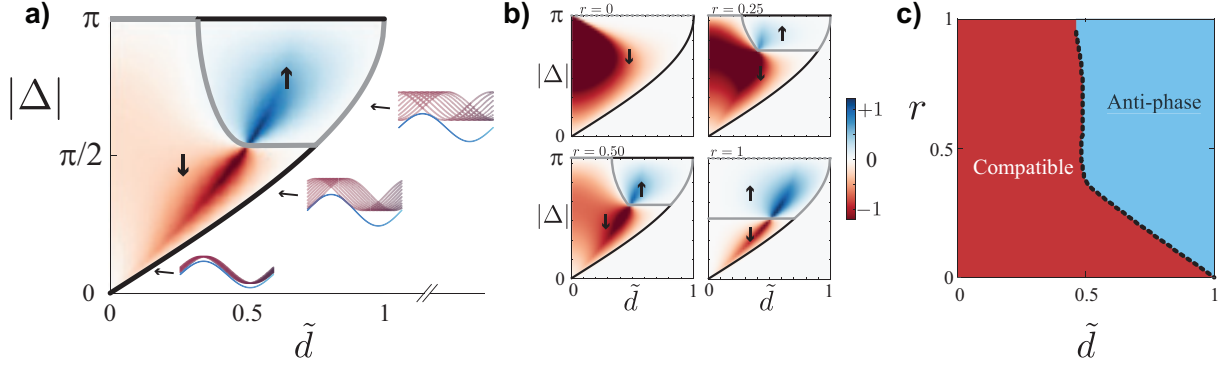 a)
π
|Δ|
π/2
0
0
0.5
1
d̃
b)
r = 0
r = 0.25
π
|Δ|
0
r = 0.50
r = 1
π
|Δ|
0
0
1
0
1
d̃
d̃
+1
0
-1
c)
1
r
0.5
0
Compatible
Anti-phase
0
0.5
1
d̃